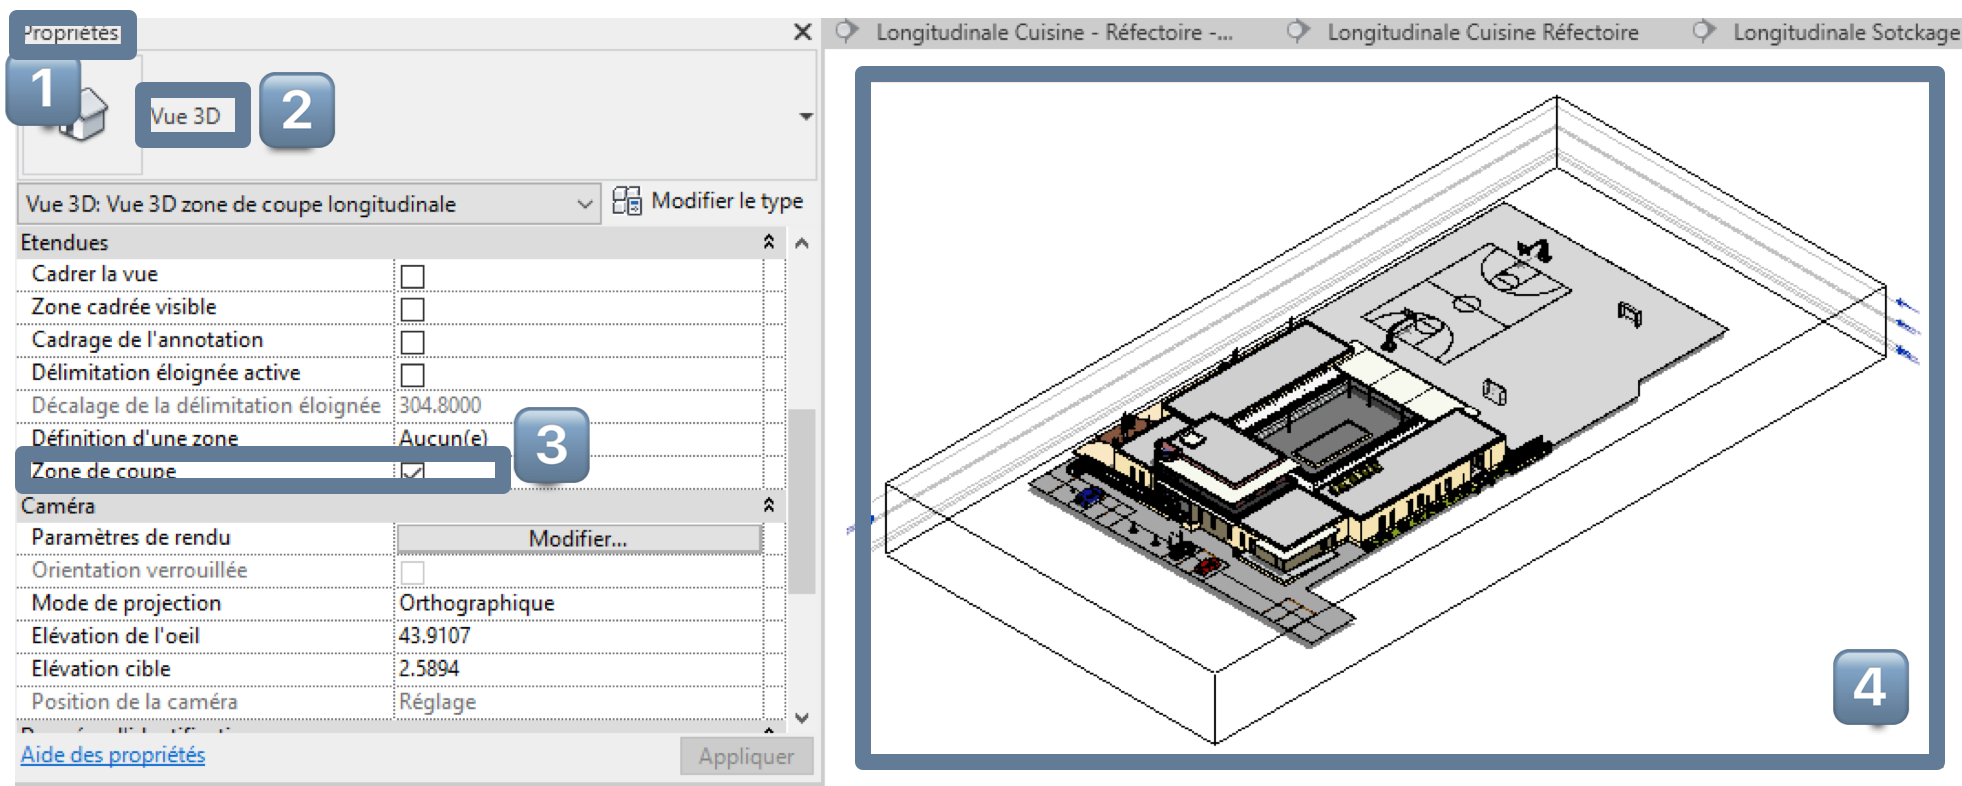 Propriétés
Longitudinale Cuisine - Réfectoire -...
Longitudinale Cuisine Réfectoire
Longitudinale Sotckage
1
Vue 3D
2
Vue 3D: Vue 3D zone de coupe longitudinale
Modifier le type
Etendues
Cadrer la vue
Zone cadrée visible
Cadrage de l'annotation
Délimitation éloignée active
Décalage de la délimitation éloignée 304.8000
Définition d'une zone Aucun(e)
3
Zone de coupe
Caméra
Paramètres de rendu Modifier...
Orientation verrouillée
Mode de projection Orthographique
Elévation de l'oeil 43.9107
Elévation cible 2.5894
Position de la caméra Réglage
Aide des propriétés
Appliquer
4